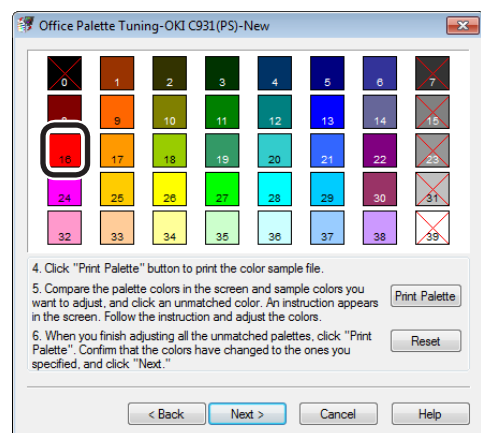 Office Palette Tuning-OKI C931(PS)-New
0 1 2 3 4 5 6 7
8 9 10 11 12 13 14 15
16 17 18 19 20 21 22 23
24 25 26 27 28 29 30 31
32 33 34 35 36 37 38 39
4. Click "Print Palette" button to print the color sample file.
5. Compare the palette colors in the screen and sample colors you
want to adjust, and click an unmatched color. An instruction appears
in the screen. Follow the instruction and adjust the colors.
Print Palette
6. When you finish adjusting all the unmatched palettes, click "Print
Palette". Confirm that the colors have changed to the ones you
specified, and click "Next."
Reset
< Back Next > Cancel Help